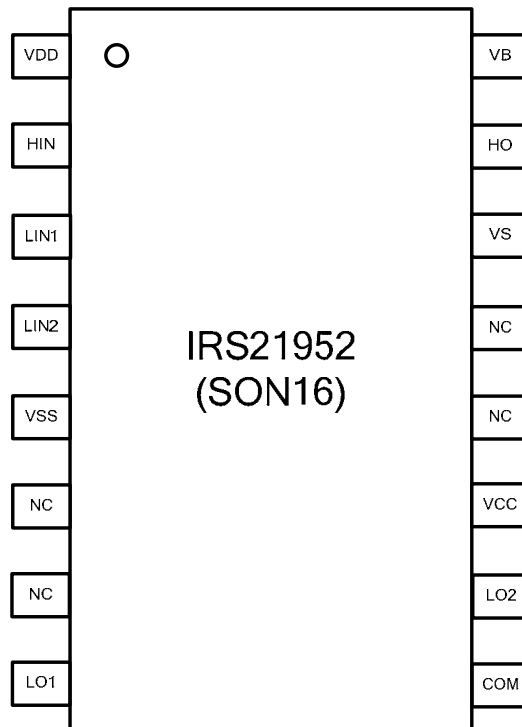 VDD
VB
HIN
HO
LIN1
VS
LIN2
NC
IRS21952
(SON16)
VSS
NC
NC
VCC
NC
LO2
LO1
COM